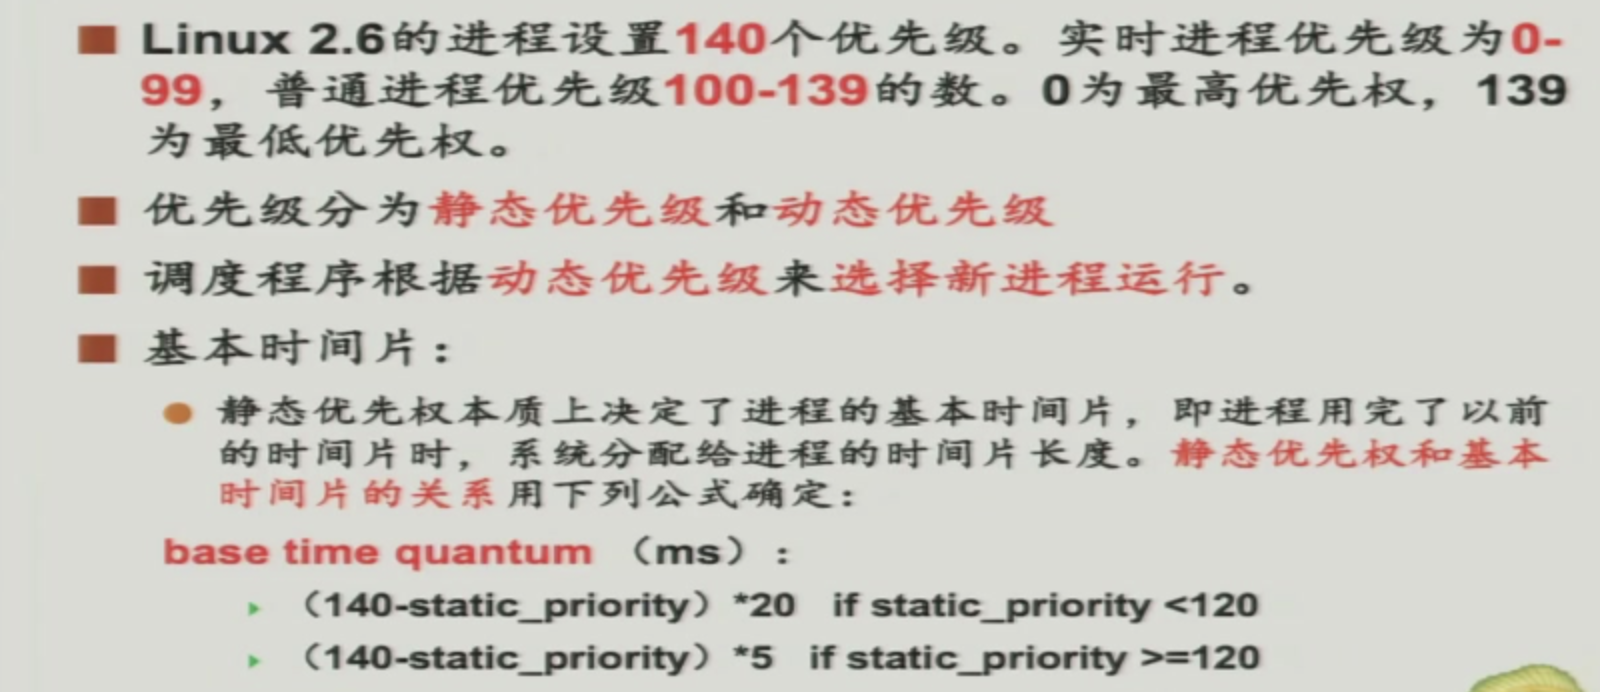 Linux 2.6的进程设置140个优先级。实时进程优先级为0-
99，普通进程优先级100-139的数。0为最高优先权，139
为最低优先权。
优先级分为静态优先级和动态优先级
调度程序根据动态优先级来选择新进程运行。
基本时间片：
静态优先权本质上决定了进程的基本时间片，即进程用完了以前
的时间片时，系统分配给进程的时间片长度。静态优先权和基本
时间片的关系用下列公式确定：
base time quantum （ms）：
（140-static_priority）*20 if static_priority <120
（140-static_priority）*5 if static_priority >=120